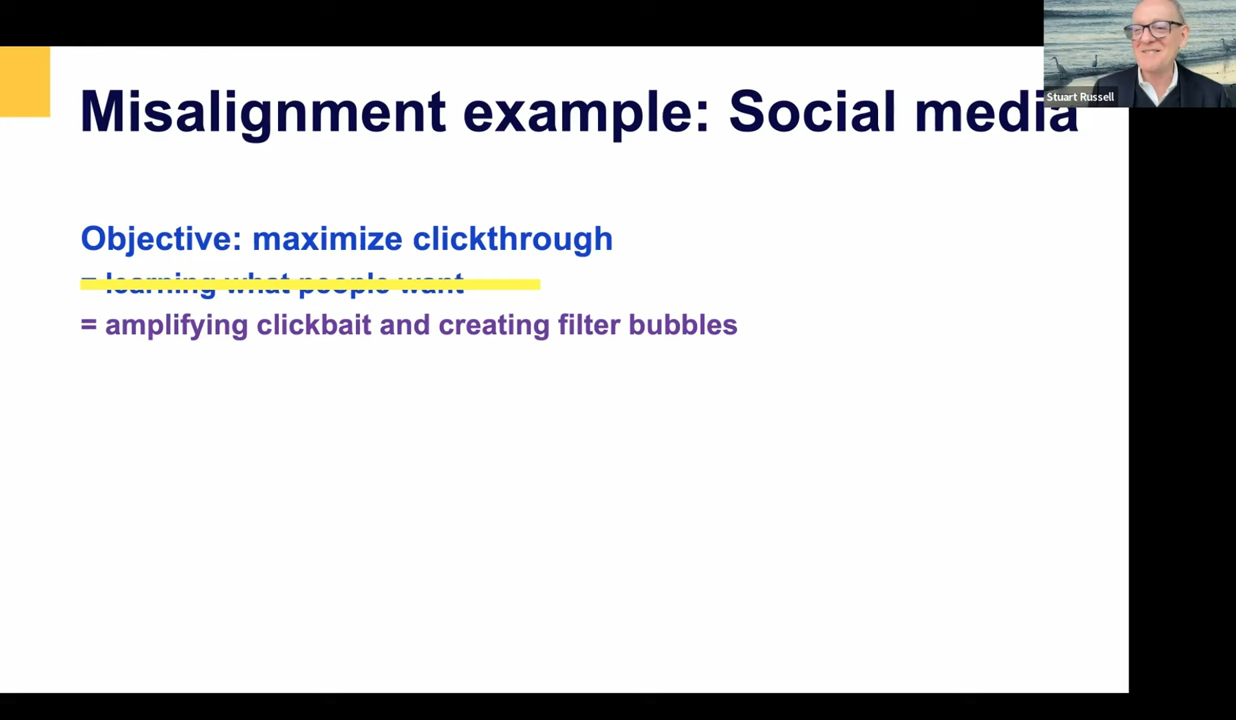 Stuart Russell
Misalignment example: Social media
Objective: maximize clickthrough
= learning what people want
= amplifying clickbait and creating filter bubbles